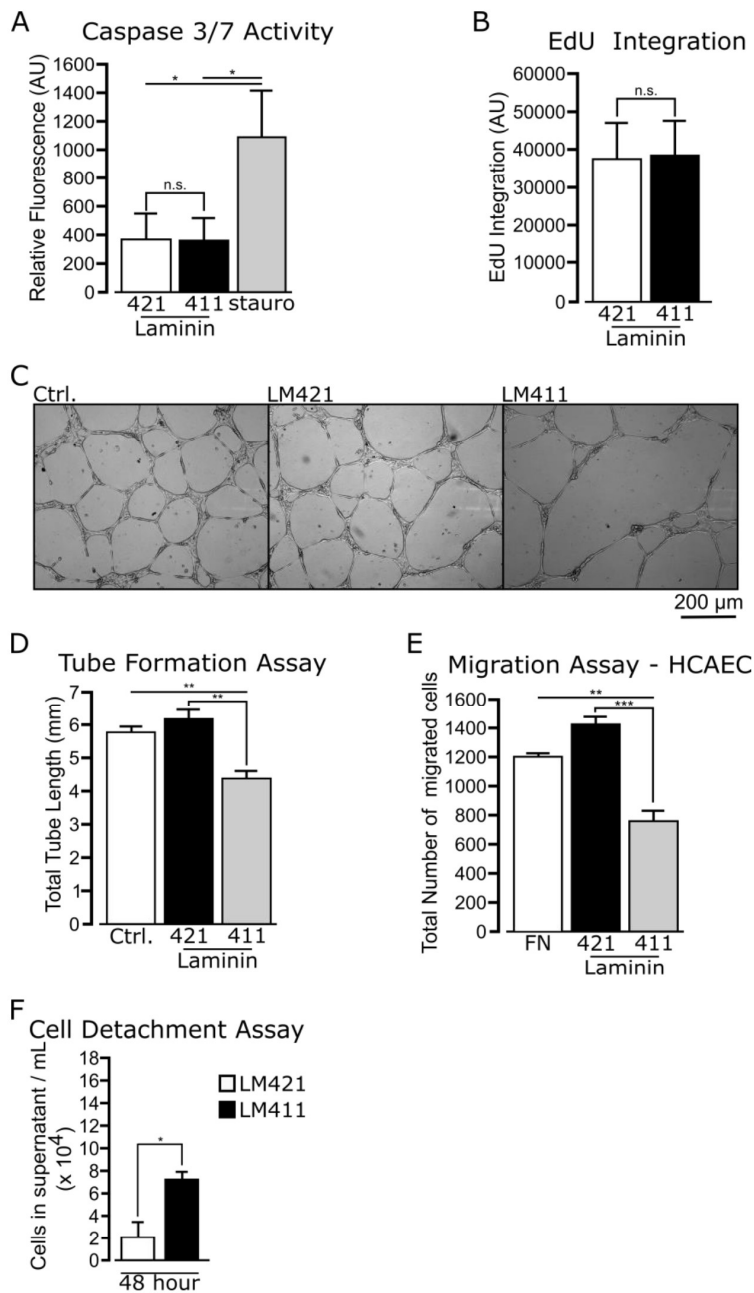 A
Caspase 3/7 Activity
Relative Fluorescence (AU)
1600
1400
1200
1000
800
600
400
200
0
*
*
n.s.
421 411 stauro
Laminin
B
EdU Integration
EdU Integration (AU)
60000
50000
40000
30000
20000
10000
0
n.s.
421 411
Laminin
C
Ctrl.
LM421
LM411
200 µm
D
Tube Formation Assay
Total Tube Length (mm)
7
6
5
4
3
2
1
0
**
**
Ctrl. 421 411
Laminin
E
Migration Assay - HCAEC
Total Number of migrated cells
1600
1400
1200
1000
800
600
400
200
0
**
***
FN 421 411
Laminin
F
Cell Detachment Assay
Cells in supernatant / mL
(x 10⁴)
18
16
14
12
10
8
6
4
2
0
*
LM421
LM411
48 hour